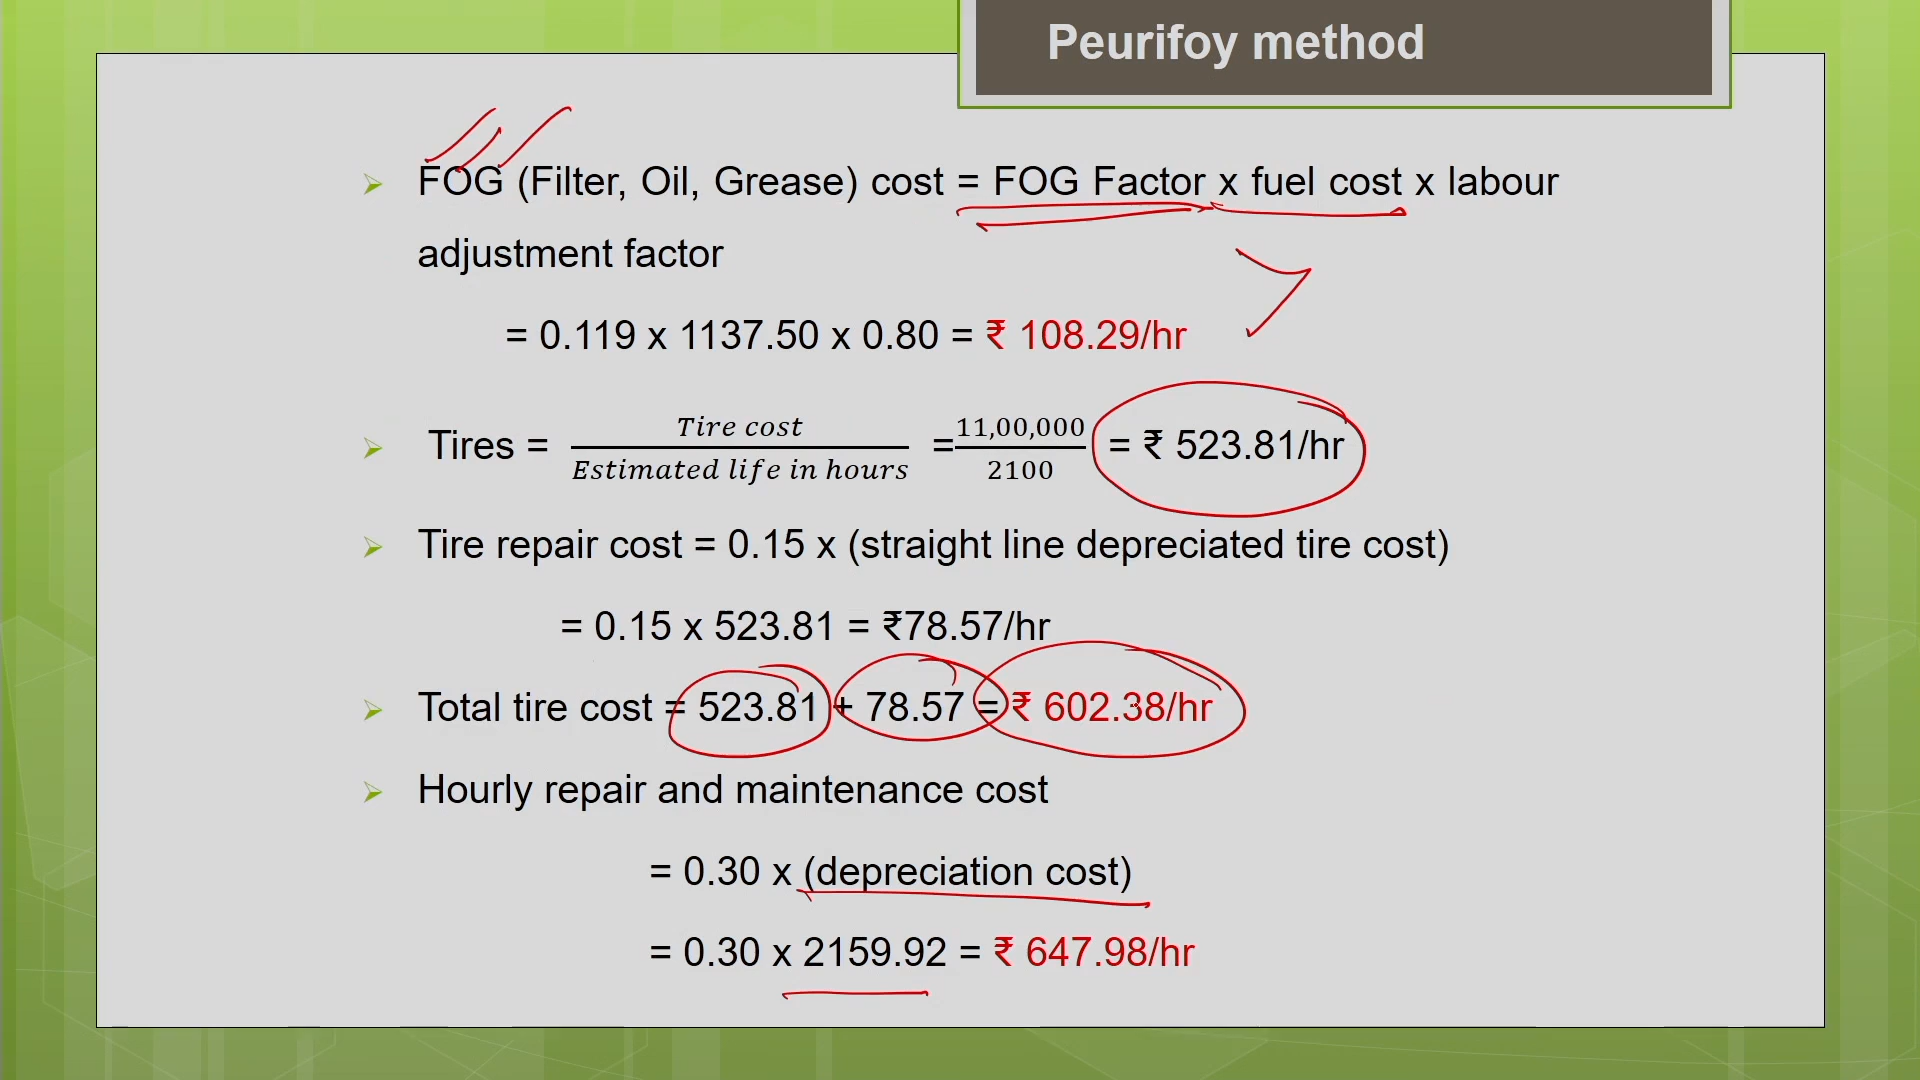 Peurifoy method
FOG (Filter, Oil, Grease) cost = FOG Factor x fuel cost x labour
adjustment factor
= 0.119 x 1137.50 x 0.80 = ₹ 108.29/hr
Tires = Tire cost / Estimated life in hours = 11,00,000 / 2100 = ₹ 523.81/hr
Tire repair cost = 0.15 x (straight line depreciated tire cost)
= 0.15 x 523.81 = ₹78.57/hr
Total tire cost = 523.81 + 78.57 = ₹ 602.38/hr
Hourly repair and maintenance cost
= 0.30 x (depreciation cost)
= 0.30 x 2159.92 = ₹ 647.98/hr